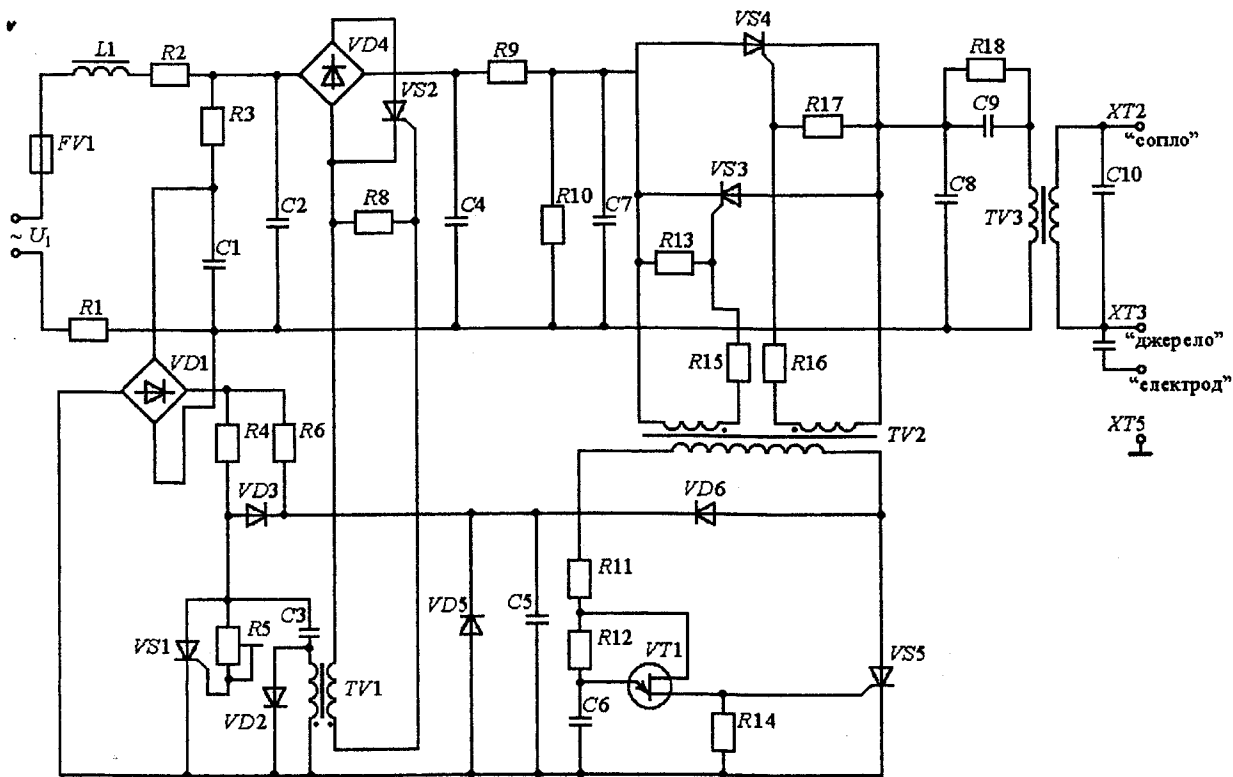 VS4
L1
R2
VD4
R9
R18
VS2
R17
C9
XT2
R3
"сопло"
FV1
VS3
R10
R8
C2
C4
C7
C8
C10
TV3
~ U1
C1
R13
R1
XT3
"джерело"
VD1
R15
R16
"електрод"
R4
R6
TV2
XT5
VD3
VD6
R11
C3
VD5
C5
R5
R12
VT1
VS1
VS5
TV1
C6
VD2
R14